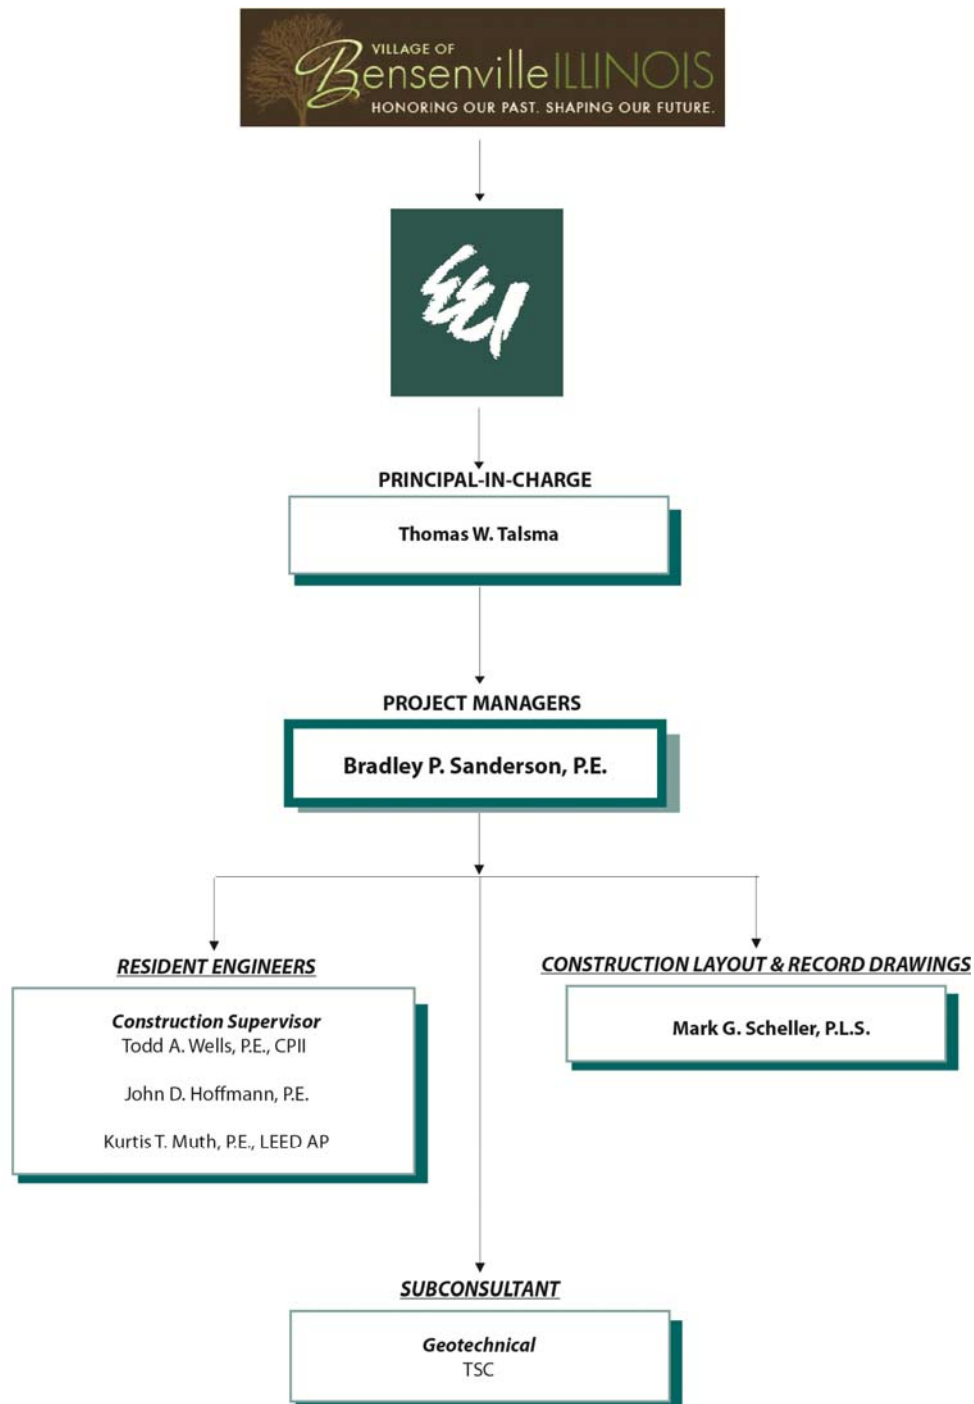 VILLAGE OF
Bensenville ILLINOIS
HONORING OUR PAST. SHAPING OUR FUTURE.
EEI
PRINCIPAL-IN-CHARGE
Thomas W. Talsma
PROJECT MANAGERS
Bradley P. Sanderson, P.E.
RESIDENT ENGINEERS
Construction Supervisor
Todd A. Wells, P.E., CPII
John D. Hoffmann, P.E.
Kurtis T. Muth, P.E., LEED AP
CONSTRUCTION LAYOUT & RECORD DRAWINGS
Mark G. Scheller, P.L.S.
SUBCONSULTANT
Geotechnical
TSC